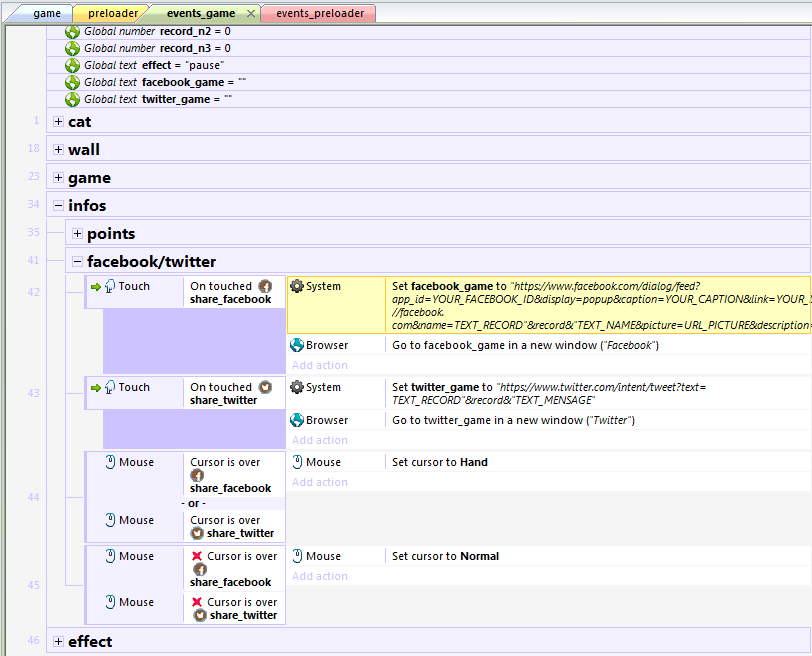 game
preloader
events_game
events_preloader
Global number record_n2 = 0
Global number record_n3 = 0
Global text effect = "pause"
Global text facebook_game = ""
Global text twitter_game = ""
1 cat
18 wall
23 game
34 infos
35 points
41 facebook/twitter
42 Touch On touched share_facebook
System Set facebook_game to "https://www.facebook.com/dialog/feed?
app_id=YOUR_FACEBOOK_ID&display=popup&caption=YOUR_CAPTION&link=YOUR_
//facebook.
com&name=TEXT_RECORD"&record&"TEXT_NAME&picture=URL_PICTURE&description=
Browser Go to facebook_game in a new window ("Facebook")
Add action
43 Touch On touched share_twitter
System Set twitter_game to "https://www.twitter.com/intent/tweet?text=
TEXT_RECORD"&record&"TEXT_MENSAGE"
Browser Go to twitter_game in a new window ("Twitter")
Add action
44 Mouse Cursor is over share_facebook
- or -
Mouse Cursor is over share_twitter
Mouse Set cursor to Hand
Add action
45 Mouse Cursor is over share_facebook
Mouse Cursor is over share_twitter
Mouse Set cursor to Normal
Add action
46 effect